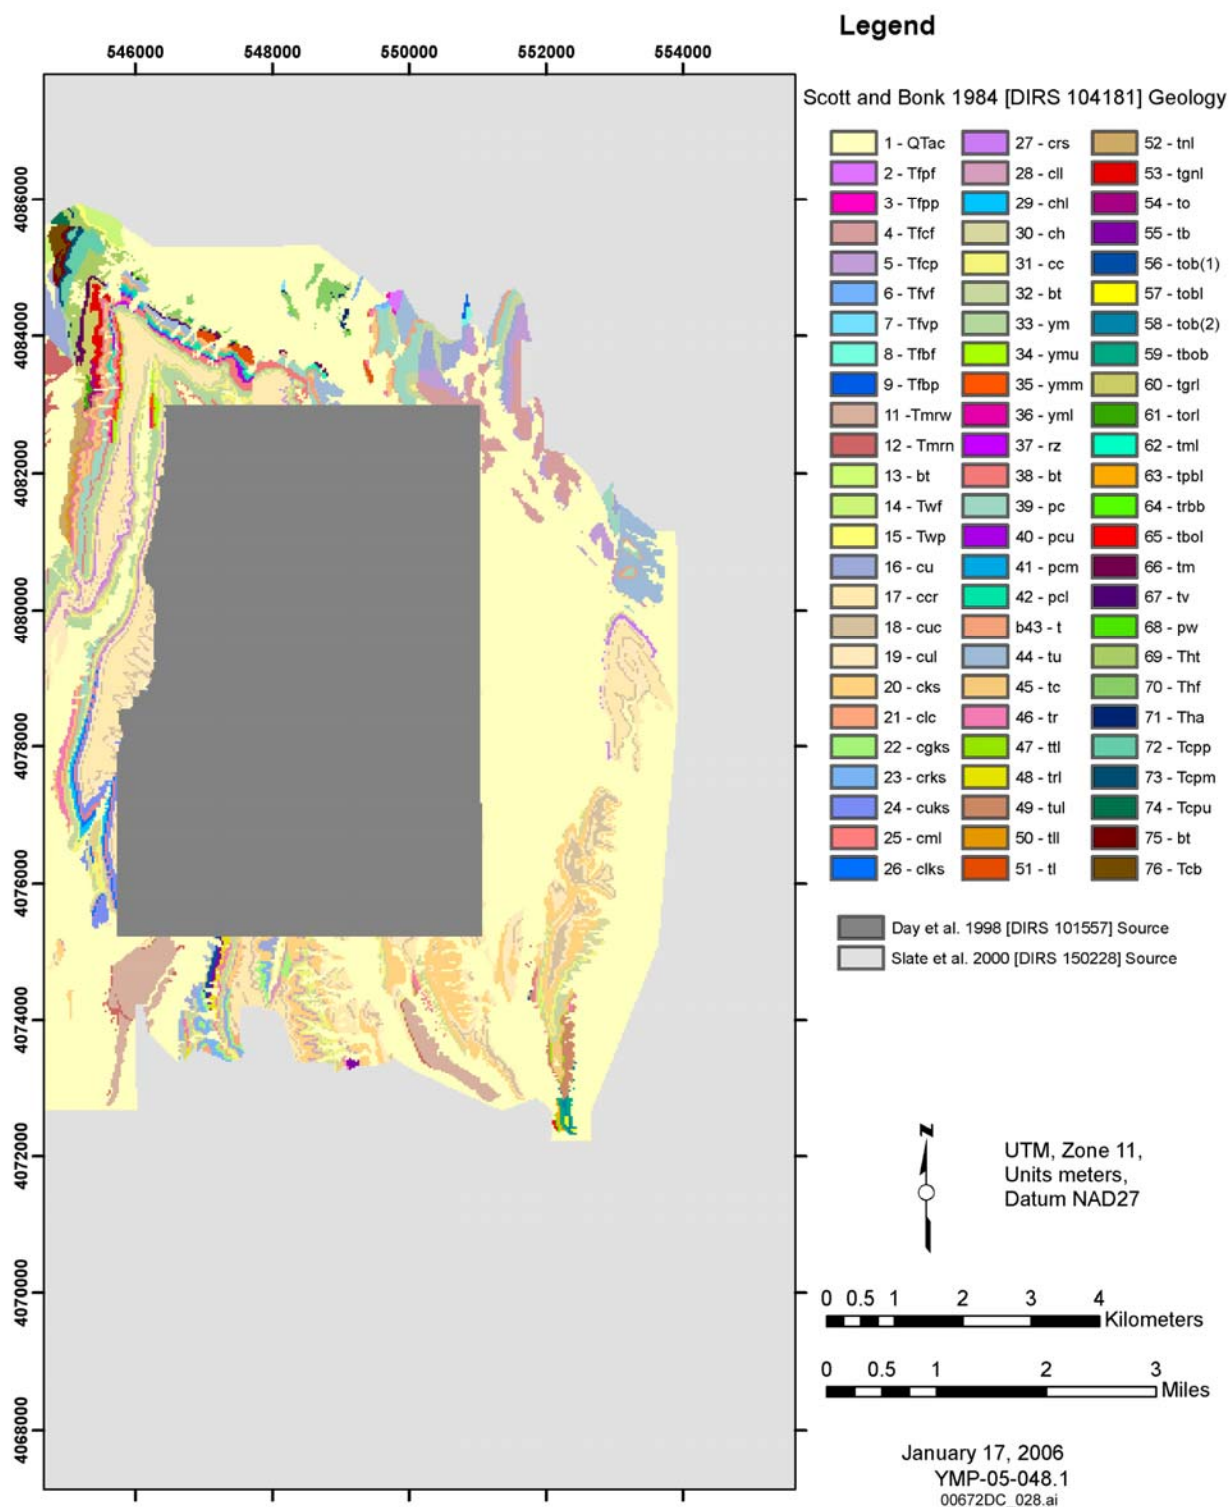 Legend
546000 548000 550000 552000 554000
Scott and Bonk 1984 [DIRS 104181] Geology
4086000
4084000
4082000
4080000
4078000
4076000
4074000
4072000
4070000
4068000
1 - QTac
2 - Tfpf
3 - Tfpp
4 - Tfcf
5 - Tfcp
6 - Tfvf
7 - Tfvp
8 - Tfbf
9 - Tfbp
11 -Tmrw
12 - Tmrn
13 - bt
14 - Twf
15 - Twp
16 - cu
17 - ccr
18 - cuc
19 - cul
20 - cks
21 - clc
22 - cgks
23 - crks
24 - cuks
25 - cml
26 - clks
27 - crs
28 - cll
29 - chl
30 - ch
31 - cc
32 - bt
33 - ym
34 - ymu
35 - ymm
36 - yml
37 - rz
38 - bt
39 - pc
40 - pcu
41 - pcm
42 - pcl
b43 - t
44 - tu
45 - tc
46 - tr
47 - ttl
48 - trl
49 - tul
50 - tll
51 - tl
52 - tnl
53 - tgnl
54 - to
55 - tb
56 - tob(1)
57 - tobl
58 - tob(2)
59 - tbob
60 - tgrl
61 - torl
62 - tml
63 - tpbl
64 - trbb
65 - tbol
66 - tm
67 - tv
68 - pw
69 - Tht
70 - Thf
71 - Tha
72 - Tcpp
73 - Tcpm
74 - Tcpu
75 - bt
76 - Tcb
Day et al. 1998 [DIRS 101557] Source
Slate et al. 2000 [DIRS 150228] Source
N
UTM, Zone 11,
Units meters,
Datum NAD27
0 0.5 1 2 3 4
Kilometers
0 0.5 1 2 3
Miles
January 17, 2006
YMP-05-048.1
00672DC_028.ai